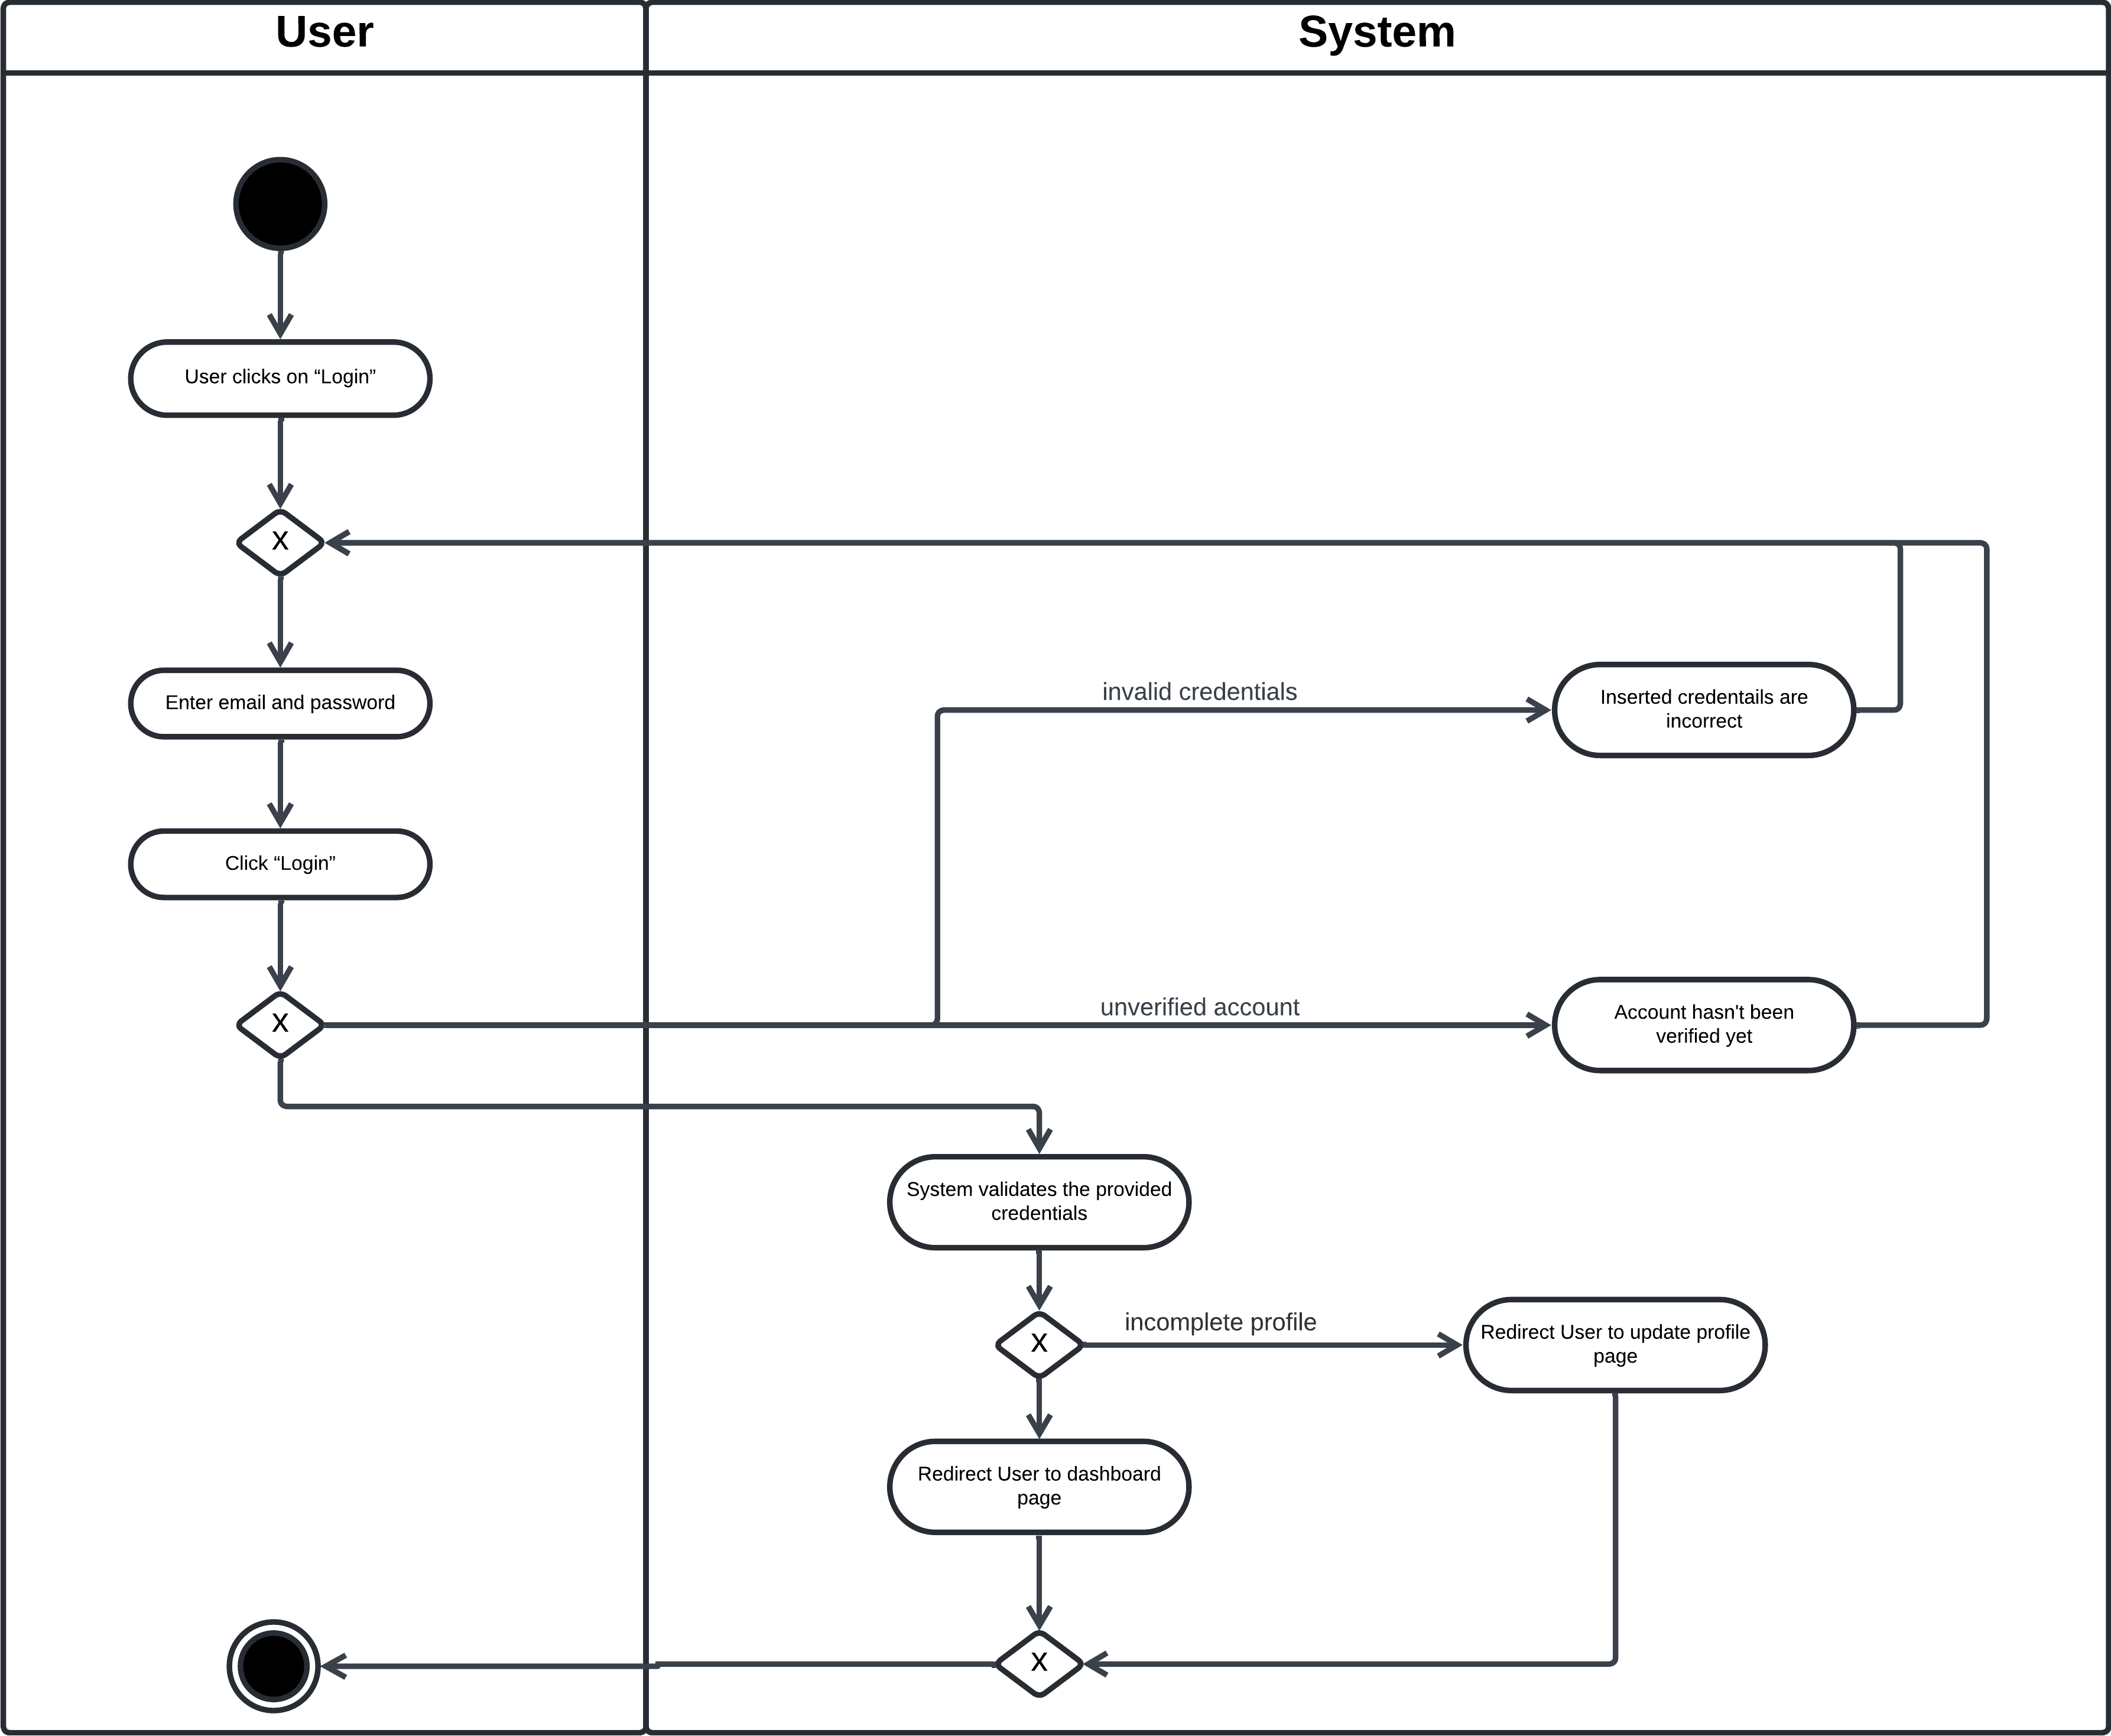 User
System
User clicks on “Login”
X
Enter email and password
invalid credentials
Inserted credentails are
incorrect
Click “Login”
X
unverified account
Account hasn't been
verified yet
System validates the provided
credentials
X
incomplete profile
Redirect User to update profile
page
Redirect User to dashboard
page
X